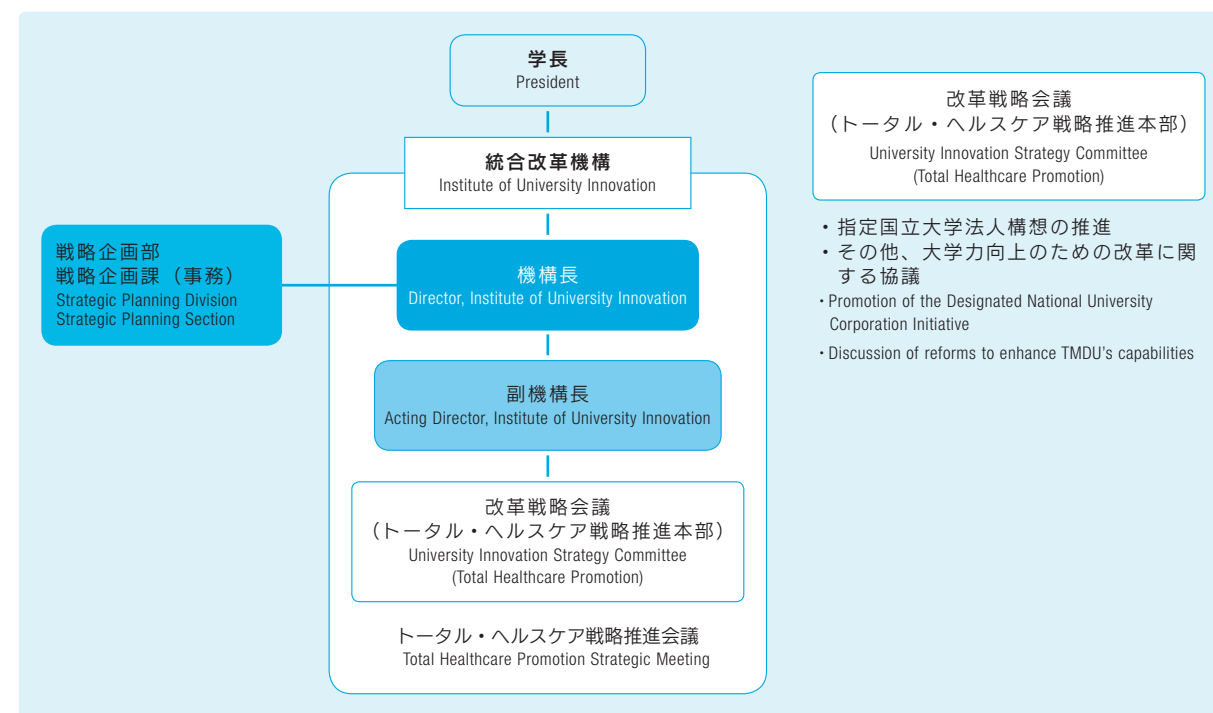 学長
President
統合改革機構
Institute of University Innovation
戦略企画部
戦略企画課（事務）
Strategic Planning Division
Strategic Planning Section
機構長
Director, Institute of University Innovation
副機構長
Acting Director, Institute of University Innovation
改革戦略会議
（トータル・ヘルスケア戦略推進本部）
University Innovation Strategy Committee
(Total Healthcare Promotion)
トータル・ヘルスケア戦略推進会議
Total Healthcare Promotion Strategic Meeting
改革戦略会議
（トータル・ヘルスケア戦略推進本部）
University Innovation Strategy Committee
(Total Healthcare Promotion)
・指定国立大学法人構想の推進
・その他、大学力向上のための改革に関
する協議
・Promotion of the Designated National University
Corporation Initiative
・Discussion of reforms to enhance TMDU's capabilities